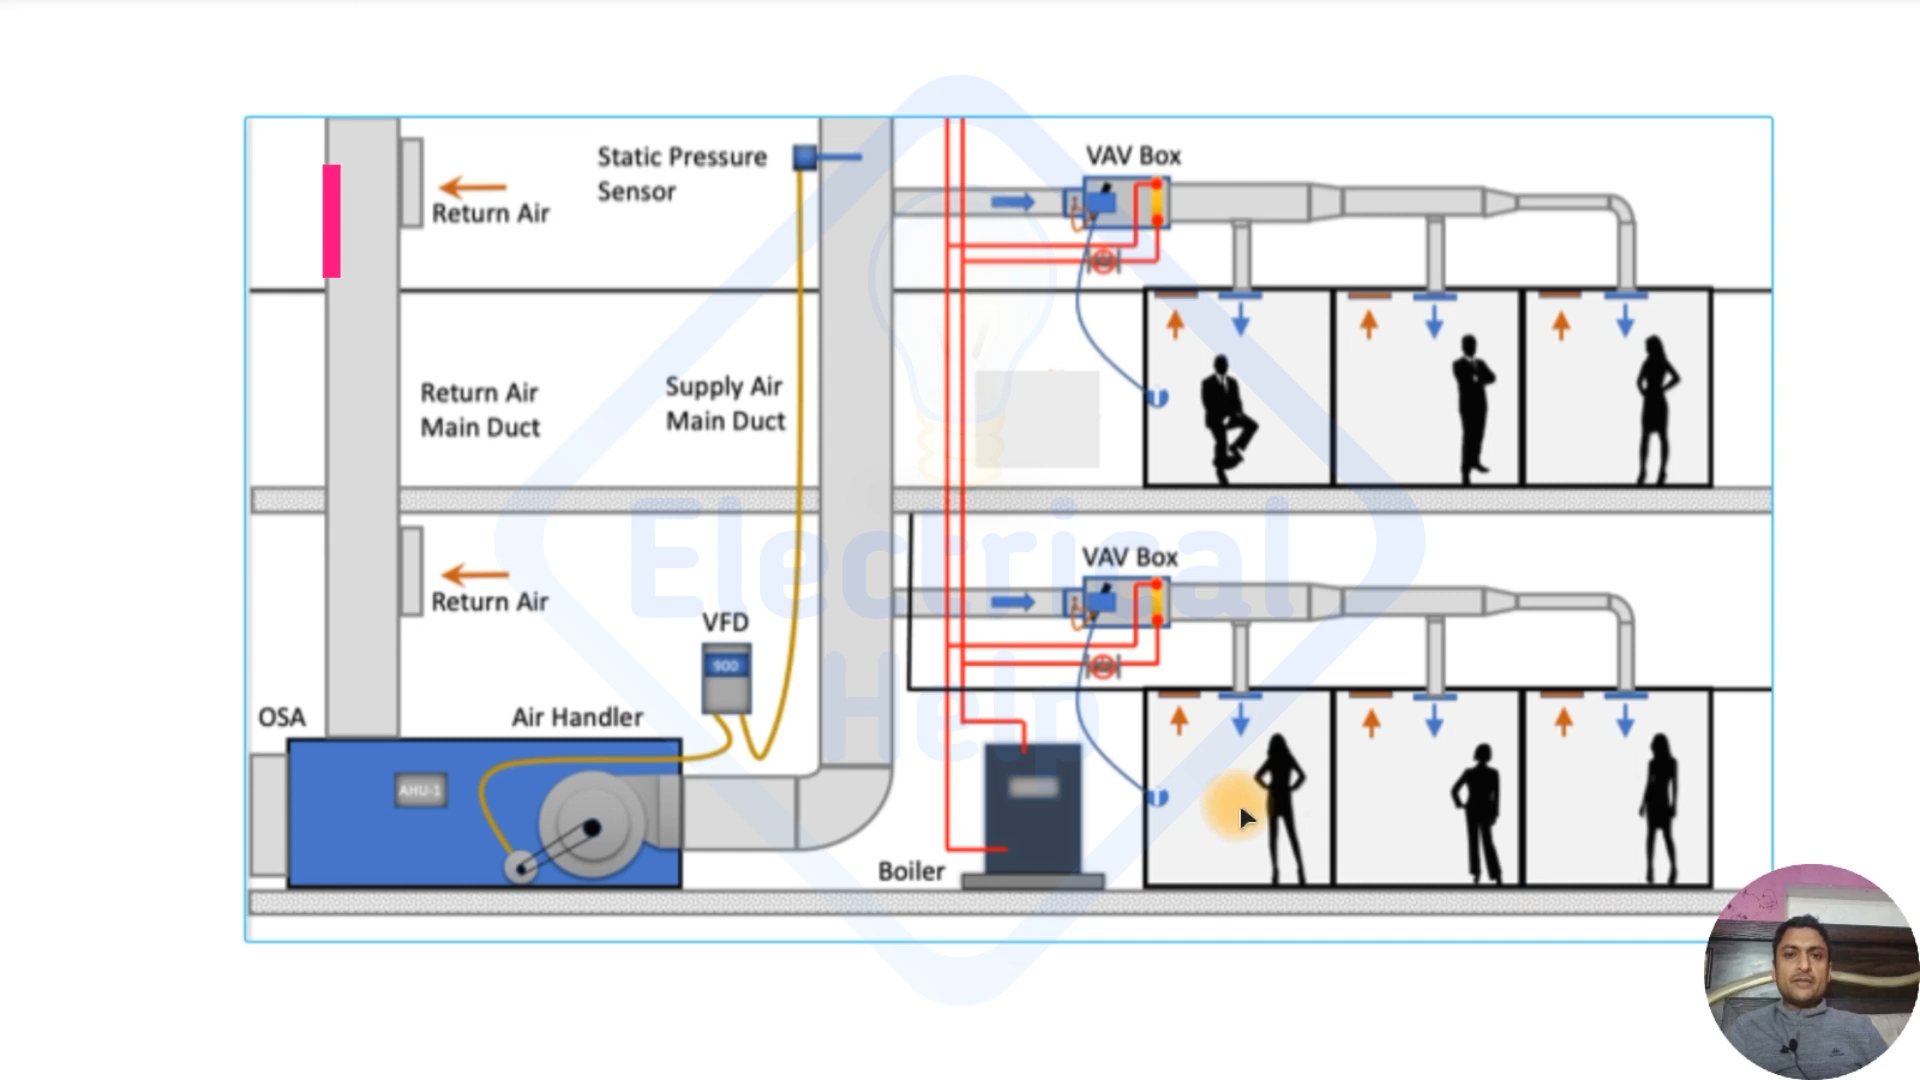 Static Pressure
Sensor
VAV Box
Return Air
Return Air
Main Duct
Supply Air
Main Duct
Electrical
Help
VAV Box
Return Air
VFD
900
OSA
Air Handler
AHU-1
Boiler